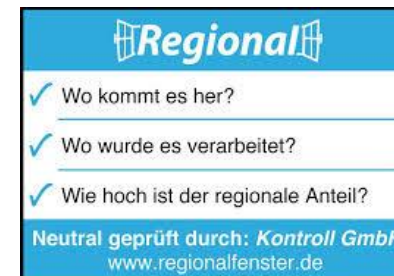 Regional
Wo kommt es her?
Wo wurde es verarbeitet?
Wie hoch ist der regionale Anteil?
Neutral geprüft durch: Kontroll GmbH
www.regionalfenster.de